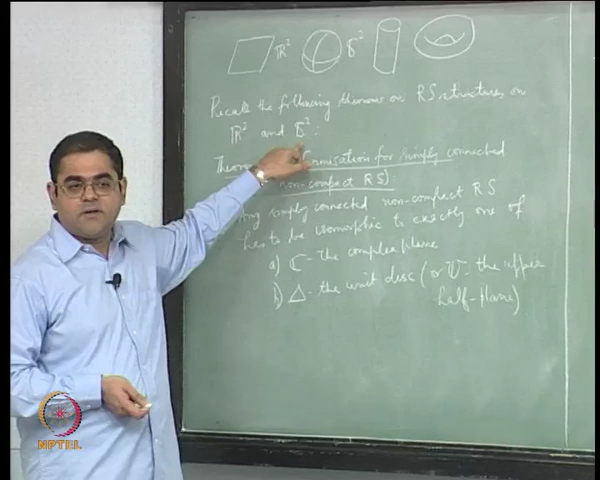 ℝ² 𝕊²
Recall the following theorems on RS structures on
ℝ² and 𝕊²:
Theorem formisation for simply connected
non-compact RS):
Any simply connected non-compact RS
has to be isomorphic to exactly one of
a) ℂ - the complex plane
b) Δ - the unit disc (or U - the upper
half-plane)
NPTEL